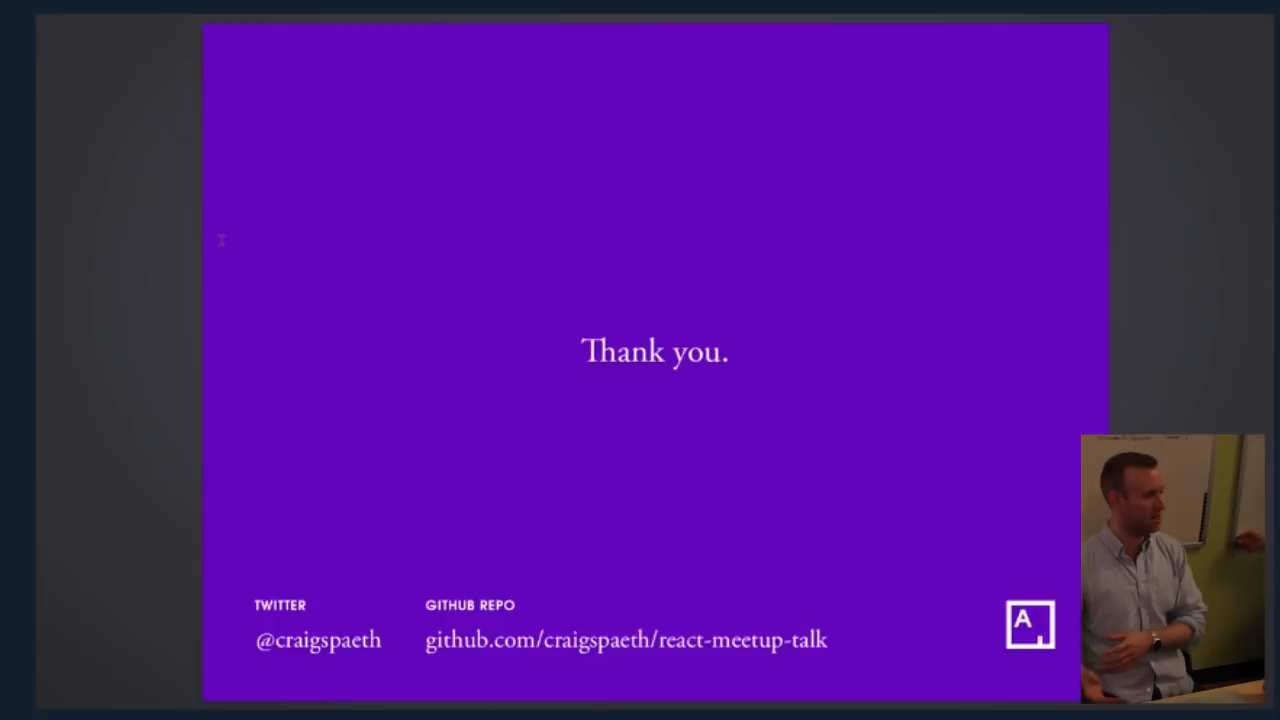 Thank you.
TWITTER
GITHUB REPO
@craigspaeth
github.com/craigspaeth/react-meetup-talk
A